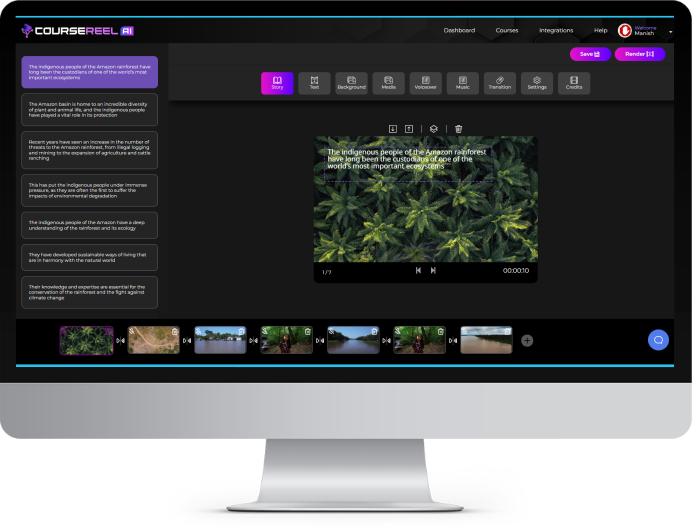 COURSEREEL AI
Dashboard
Courses
Integrations
Help
Welcome
Manish
Save
Render
The indigenous people of the Amazon rainforest have
long been the custodians of one of the world's most
important ecosystems
The Amazon basin is home to an incredible diversity
of plant and animal life, and the indigenous people
have played a vital role in its protection
Recent years have seen an increase in the number of
threats to the Amazon rainforest, from illegal logging
and mining to the expansion of agriculture and cattle
ranching
This has put the indigenous people under immense
pressure, as they are often the first to suffer the
impacts of environmental degradation
The indigenous people of the Amazon have a deep
understanding of the rainforest and its ecology
They have developed sustainable ways of living that
are in harmony with the natural world
Their knowledge and expertise are essential for the
conservation of the rainforest and the fight against
climate change
Story
Text
Background
Media
Voiceover
Music
Transition
Settings
Credits
The indigenous people of the Amazon rainforest
have long been the custodians of one of the
world's most important ecosystems
1/7
00:00:10